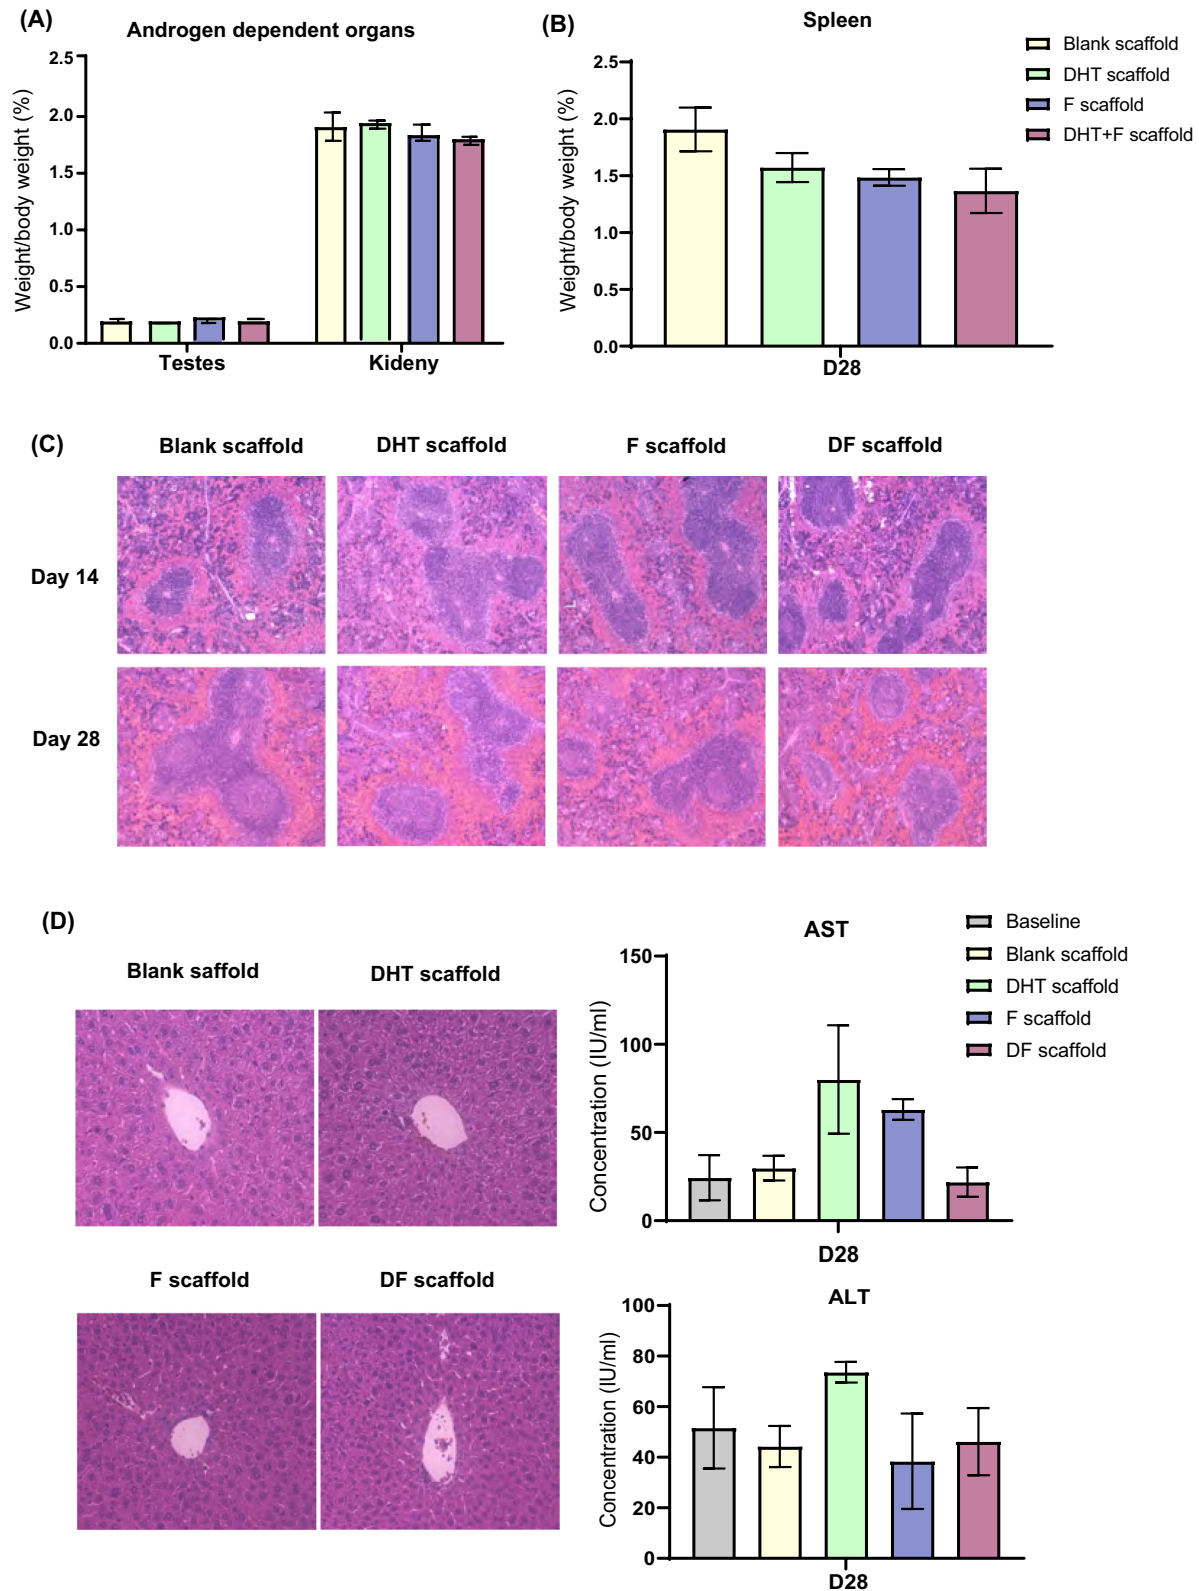 (A)
Androgen dependent organs
Weight/body weight (%)
2.5
2.0
1.5
1.0
0.5
0.0
Testes
Kideny
(B)
Spleen
Weight/body weight (%)
2.5
2.0
1.5
1.0
0.5
0.0
D28
Blank scaffold
DHT scaffold
F scaffold
DHT+F scaffold
(C)
Blank scaffold
DHT scaffold
F scaffold
DF scaffold
Day 14
Day 28
(D)
Blank saffold
DHT scaffold
F scaffold
DF scaffold
AST
Concentration (IU/ml)
150
100
50
0
D28
Baseline
Blank scaffold
DHT scaffold
F scaffold
DF scaffold
ALT
Concentration (IU/ml)
100
80
60
40
20
0
D28